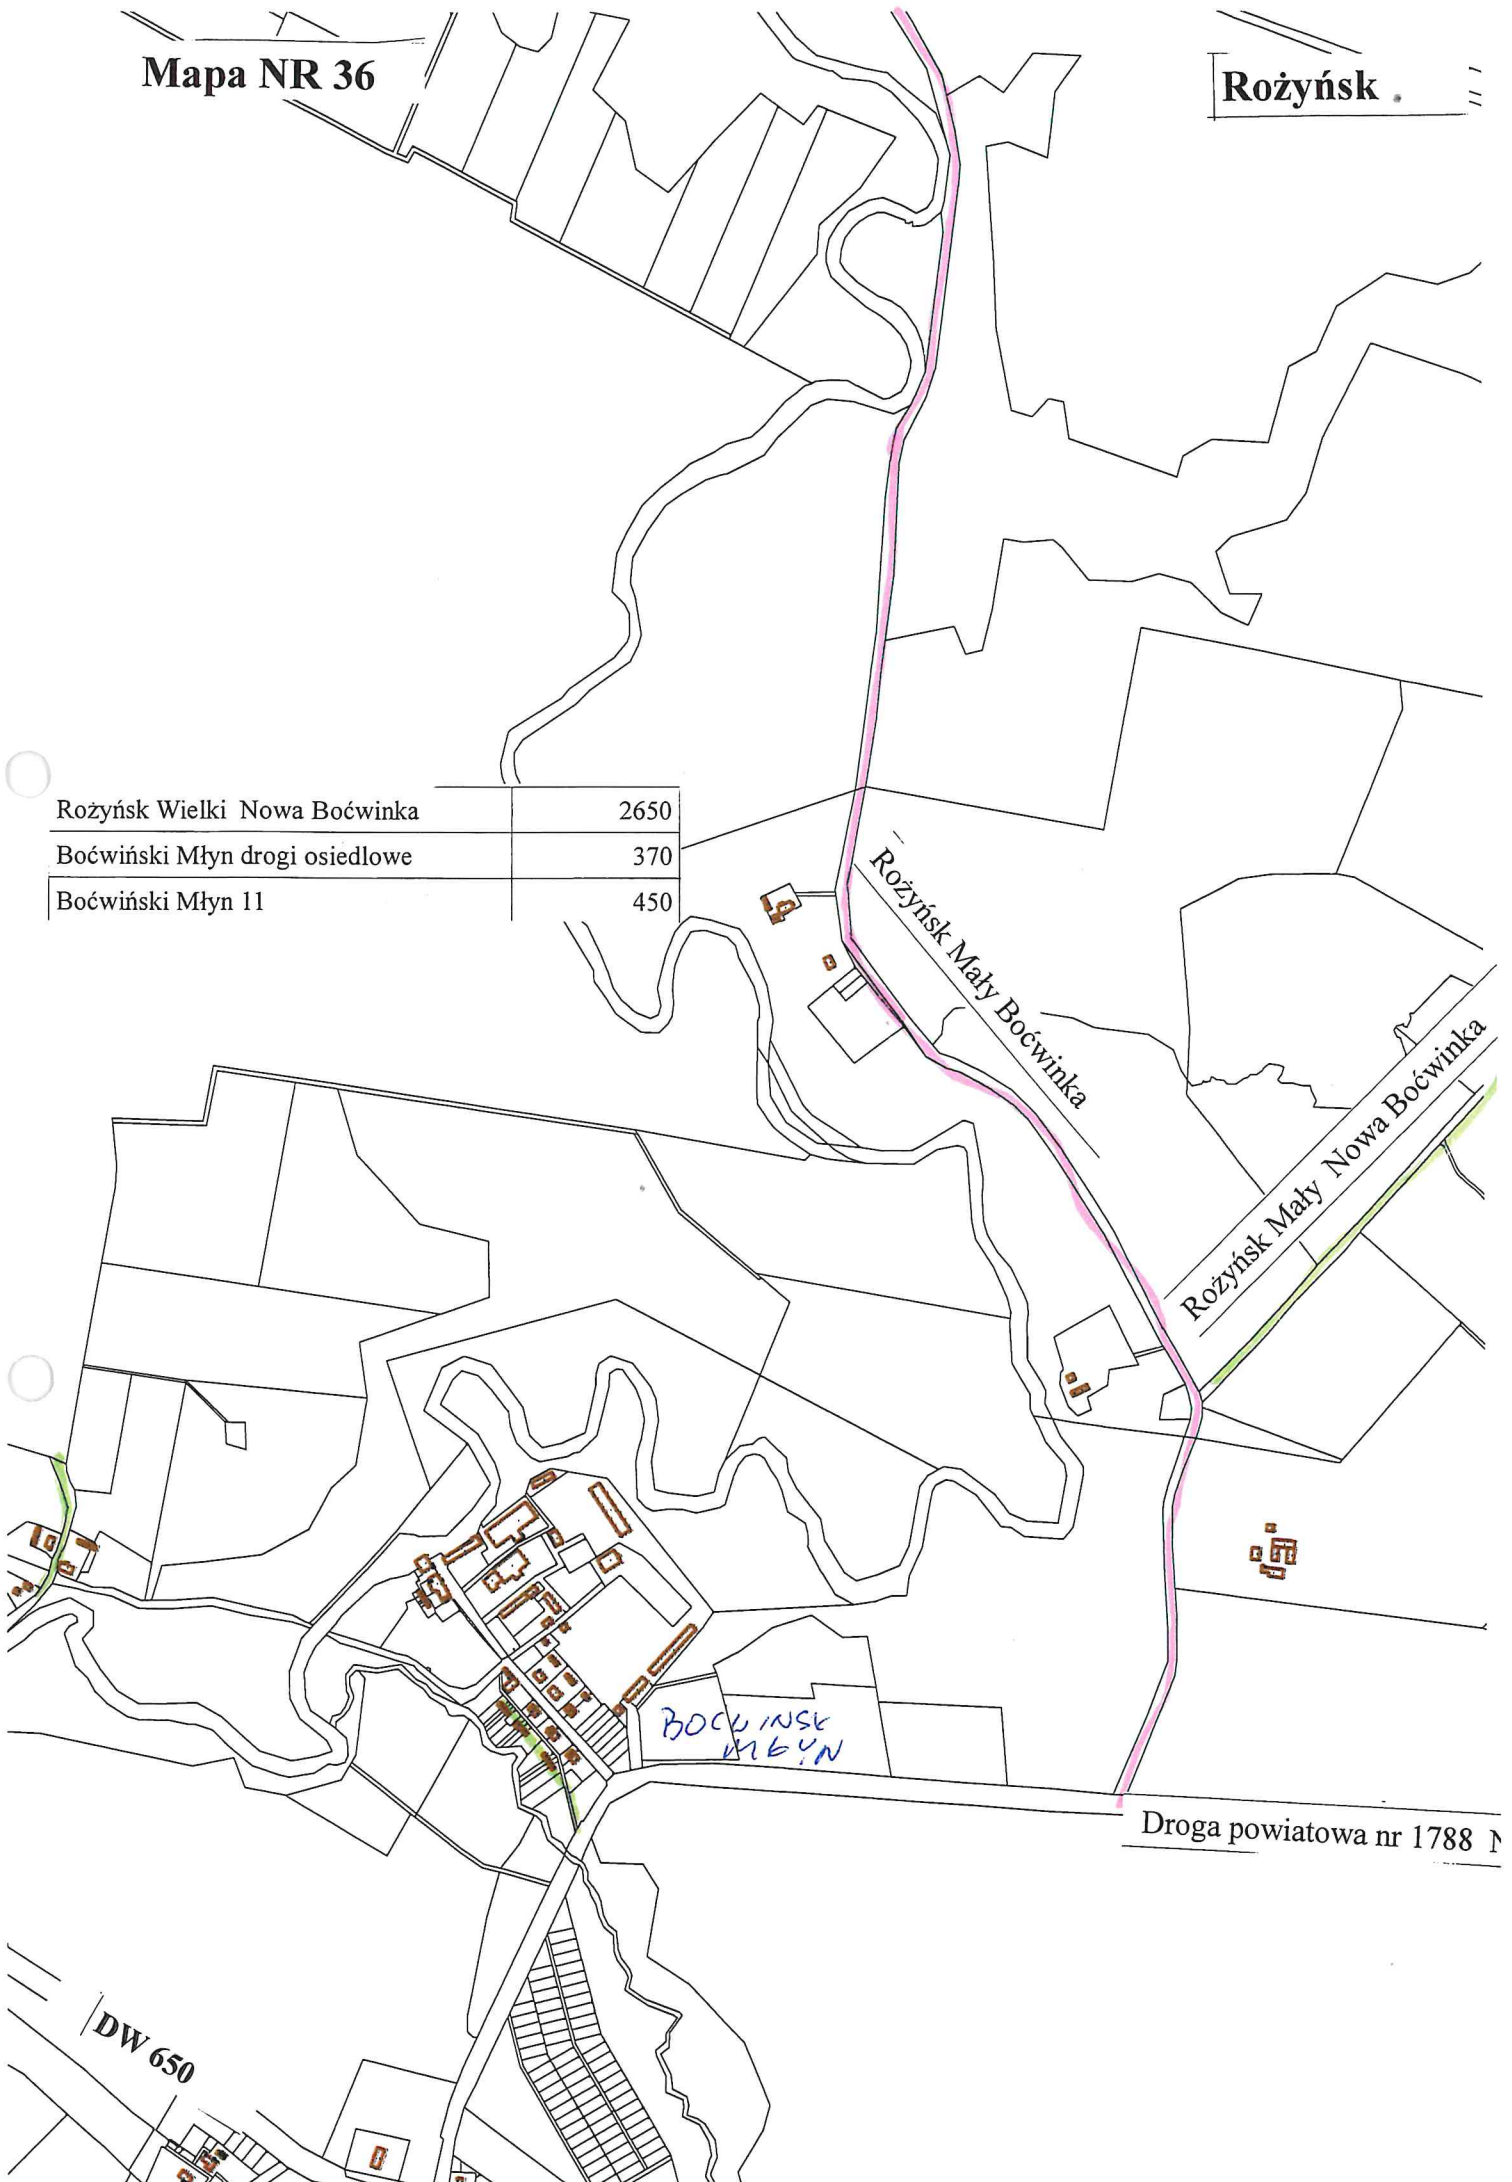 Mapa NR 36
Rożyńsk
Rożyńsk Wielki Nowa Boćwinka 2650
Boćwiński Młyn drogi osiedlowe 370
Boćwiński Młyn 11 450
Rożyńsk Mały Boćwinka
Rożyńsk Mały Nowa Boćwinka
BOĆWINSK
MŁYN
Droga powiatowa nr 1788 N
DW 650